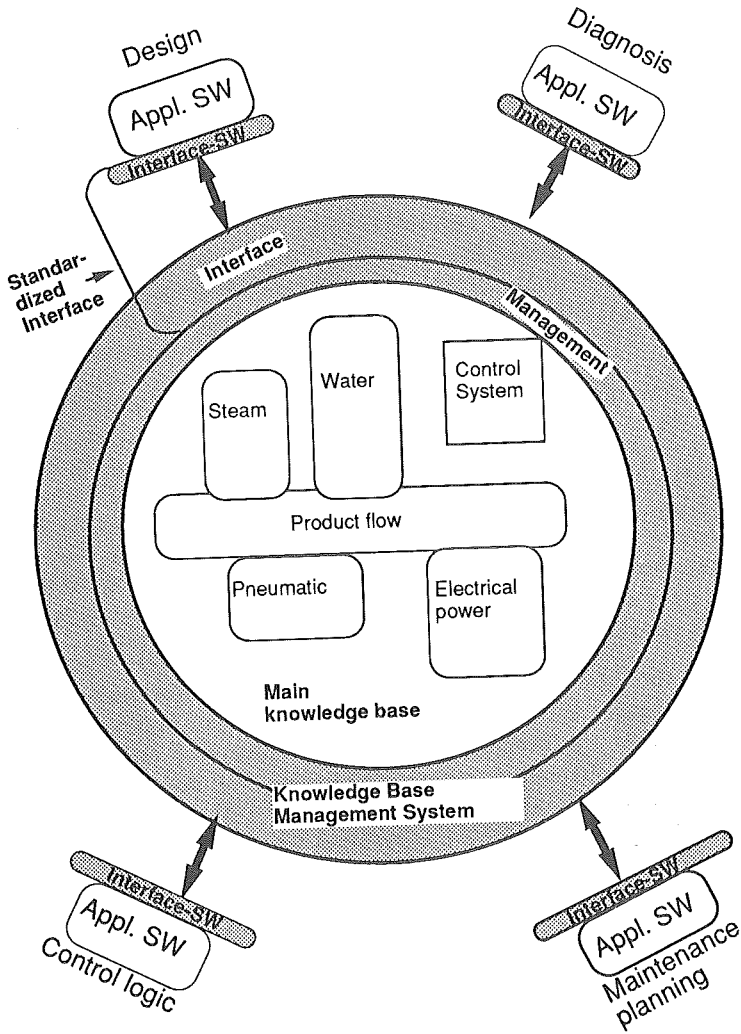 Design
Appl. SW
Interface-SW
Diagnosis
Appl. SW
Interface-SW
Standar-
dized
Interface
Interface
Management
Steam
Water
Control
System
Product flow
Pneumatic
Electrical
power
Main
knowledge base
Knowledge Base
Management System
Interface-SW
Appl. SW
Control logic
Interface-SW
Appl. SW
Maintenance
planning